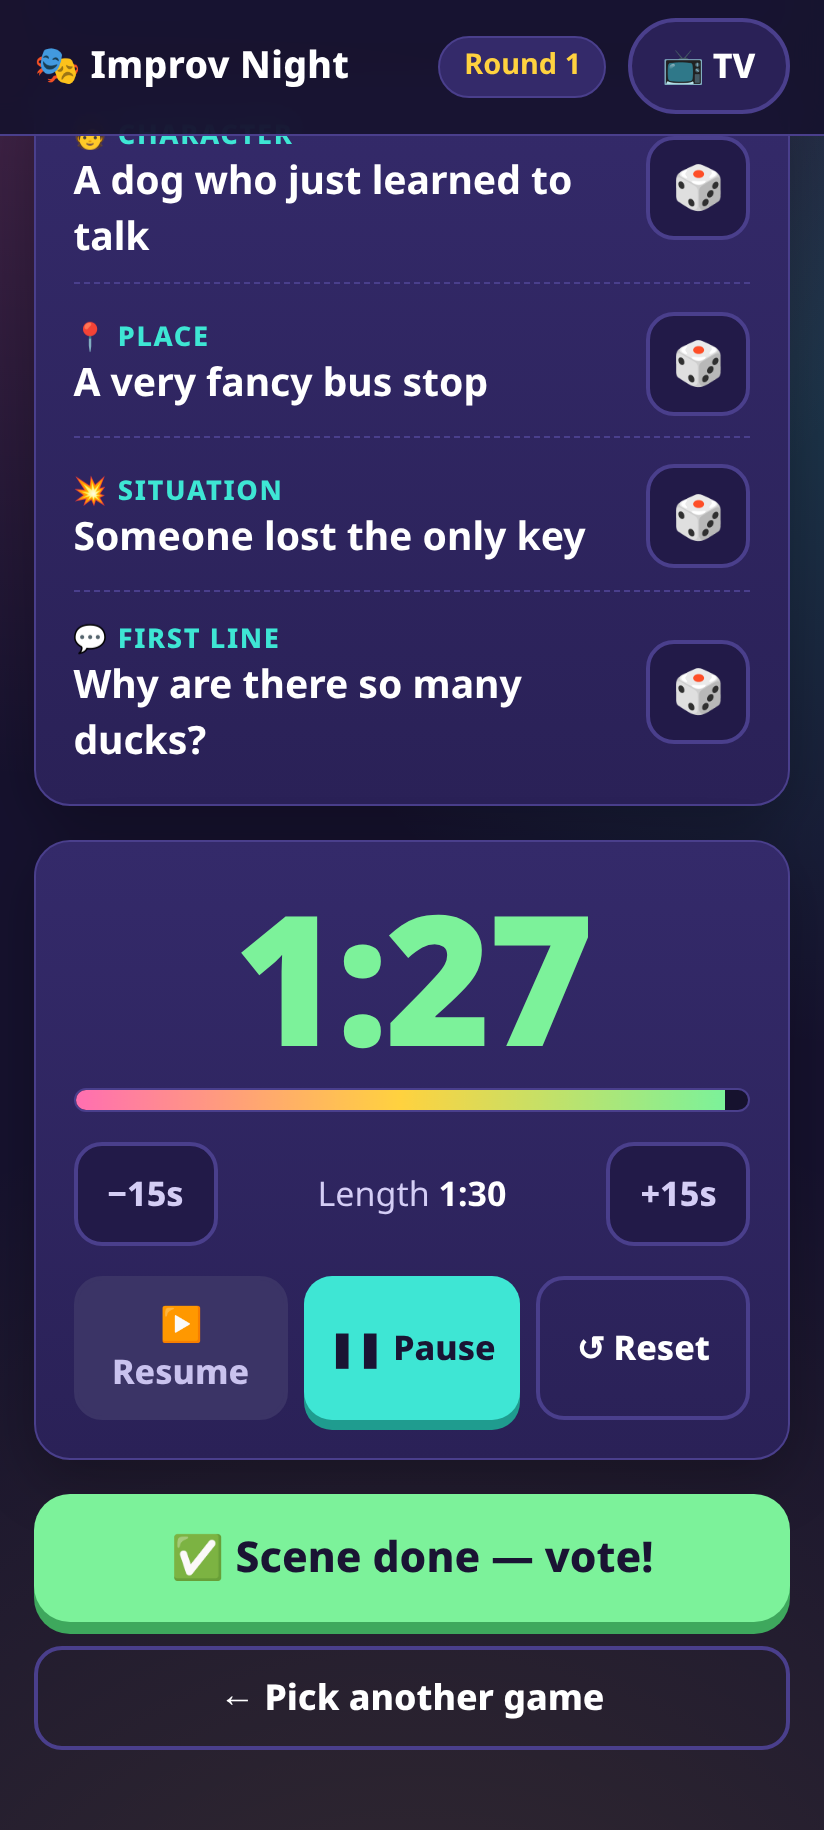 Improv Night
Round 1
TV
CHARACTER
A dog who just learned to
talk
PLACE
A very fancy bus stop
SITUATION
Someone lost the only key
FIRST LINE
Why are there so many
ducks?
1:27
−15s
Length 1:30
+15s
Resume
❚❚ Pause
↺ Reset
✅ Scene done — vote!
← Pick another game